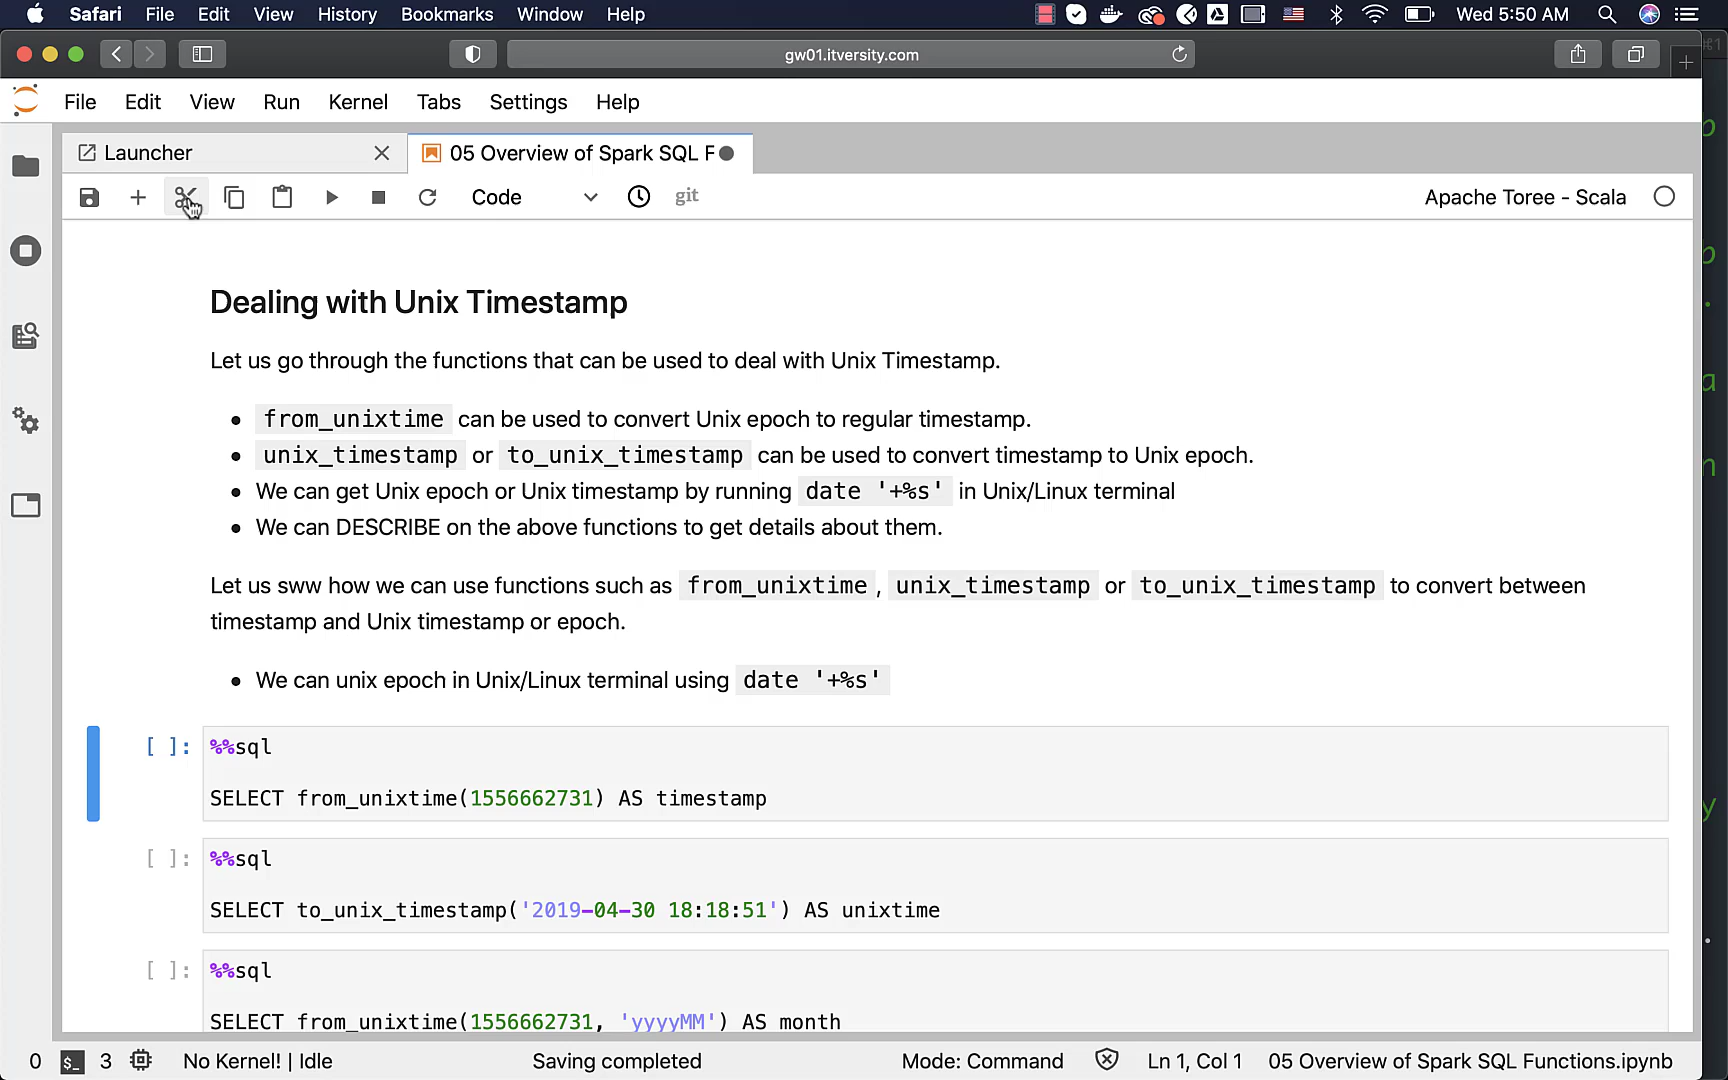 Safari File Edit View History Bookmarks Window Help Wed 5:50 AM
gw01.itversity.com
File Edit View Run Kernel Tabs Settings Help
Launcher 05 Overview of Spark SQL F
Code git Apache Toree - Scala
Dealing with Unix Timestamp
Let us go through the functions that can be used to deal with Unix Timestamp.
from_unixtime can be used to convert Unix epoch to regular timestamp.
unix_timestamp or to_unix_timestamp can be used to convert timestamp to Unix epoch.
We can get Unix epoch or Unix timestamp by running date '+%s' in Unix/Linux terminal
We can DESCRIBE on the above functions to get details about them.
Let us sww how we can use functions such as from_unixtime, unix_timestamp or to_unix_timestamp to convert between
timestamp and Unix timestamp or epoch.
We can unix epoch in Unix/Linux terminal using date '+%s'
[ ]: %%sql
SELECT from_unixtime(1556662731) AS timestamp
[ ]: %%sql
SELECT to_unix_timestamp('2019-04-30 18:18:51') AS unixtime
[ ]: %%sql
SELECT from_unixtime(1556662731, 'yyyyMM') AS month
0 $_ 3 No Kernel! | Idle Saving completed Mode: Command Ln 1, Col 1 05 Overview of Spark SQL Functions.ipynb